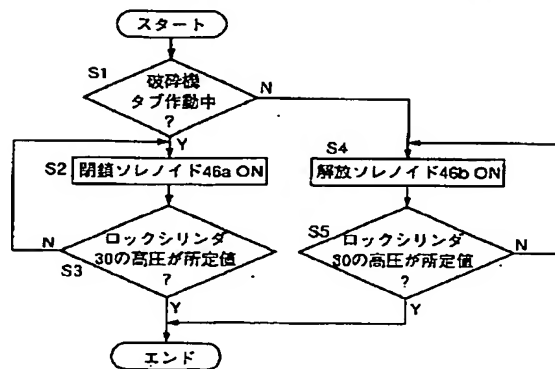 スタート
S1
破砕機
タブ作動中
?
N
Y
S2
閉鎖ソレノイド46a ON
S4
解放ソレノイド46b ON
N
S3
ロックシリンダ
30の高圧が所定値
?
Y
S5
ロックシリンダ
30の高圧が所定値
?
N
Y
エンド